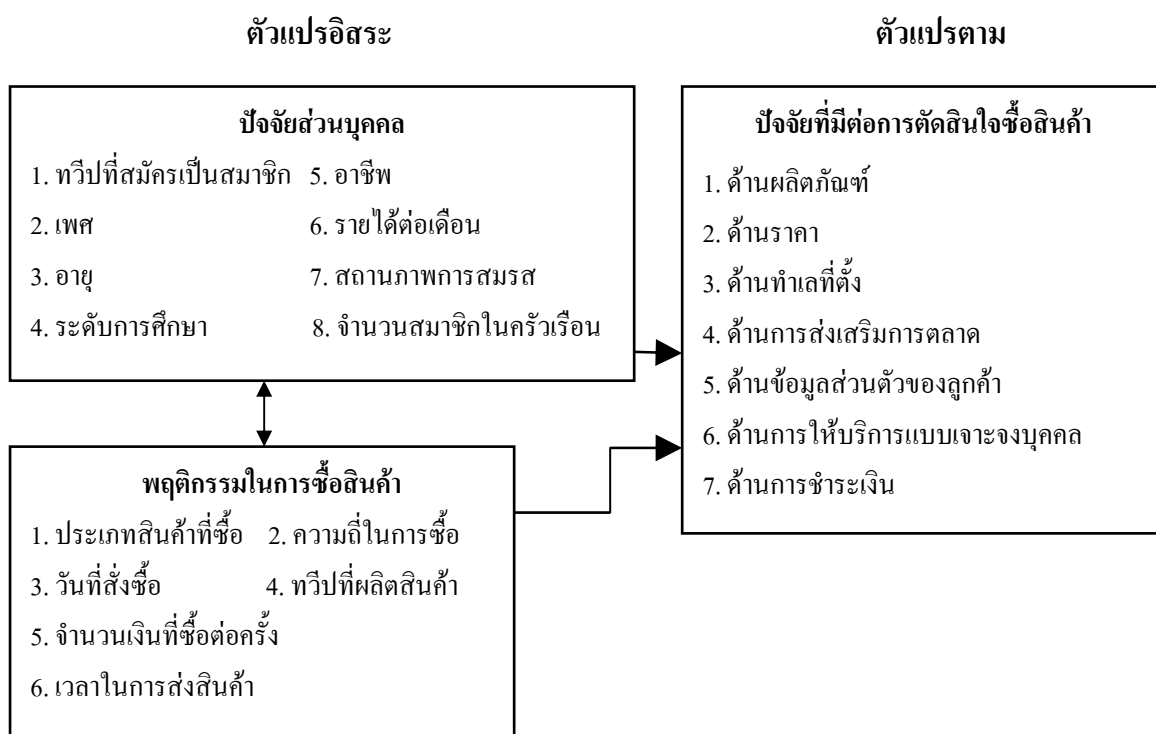 ตัวแปรอิสระ
ตัวแปรตาม
ปัจจัยส่วนบุคคล
1. ทวีปที่สมัครเป็นสมาชิก 5. อาชีพ
2. เพศ 6. รายได้ต่อเดือน
3. อายุ 7. สถานภาพการสมรส
4. ระดับการศึกษา 8. จำนวนสมาชิกในครัวเรือน
พฤติกรรมในการซื้อสินค้า
1. ประเภทสินค้าที่ซื้อ 2. ความถี่ในการซื้อ
3. วันที่สั่งซื้อ 4. ทวีปที่ผลิตสินค้า
5. จำนวนเงินที่ซื้อต่อครั้ง
6. เวลาในการส่งสินค้า
ปัจจัยที่มีต่อการตัดสินใจซื้อสินค้า
1. ด้านผลิตภัณฑ์
2. ด้านราคา
3. ด้านทำเลที่ตั้ง
4. ด้านการส่งเสริมการตลาด
5. ด้านข้อมูลส่วนตัวของลูกค้า
6. ด้านการให้บริการแบบเจาะจงบุคคล
7. ด้านการชำระเงิน